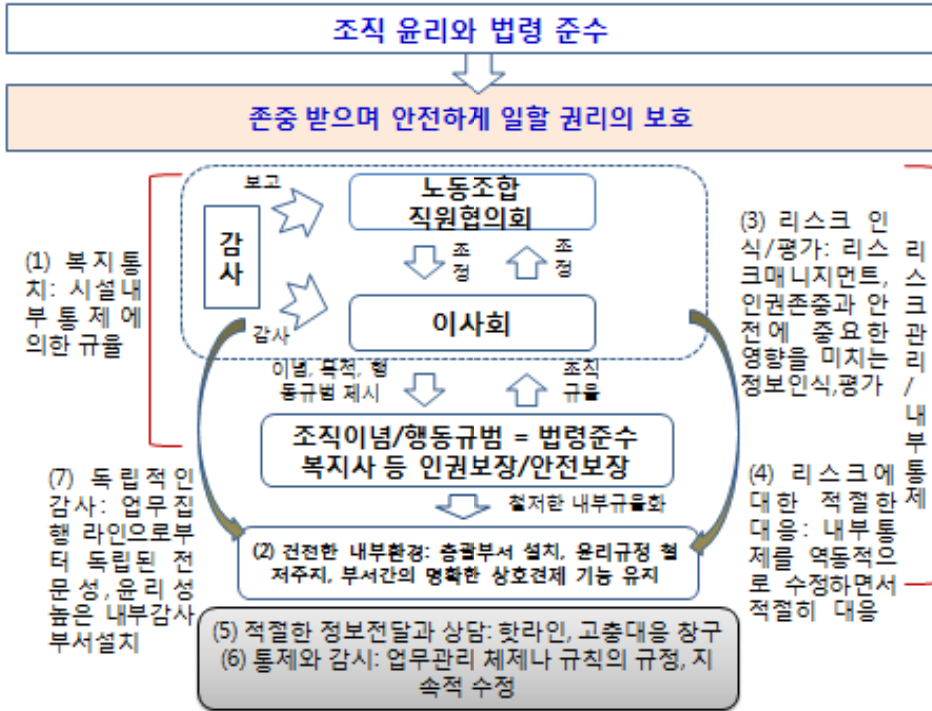 조직 윤리와 법령 준수
존중 받으며 안전하게 일할 권리의 보호
보고
감
사
감사
노동조합
직원협의회
조
정
조
정
이사회
(1) 복지통
치: 시설내
부 통제에
의한 규율
(3) 리스크 인
식/평가: 리스
크매니지먼트,
인권존중과 안
전에 중요한
영향을 미치는
정보인식,평가
리
스
크
관
리
/
내
부
통
제
이념, 목적, 행
동규범 제시
조직
규율
조직이념/행동규범 = 법령준수
복지사 등 인권보장/안전보장
철저한 내부규율화
(2) 건전한 내부환경: 총괄부서 설치, 윤리규정 철
저주지, 부서간의 명확한 상호견제 기능 유지
(7) 독립적인
감사: 업무집
행 라인으로부
터 독립된 전
문성,윤리성
높은 내부감사
부서설치
(4) 리스크에
대한 적절한
대응: 내부통
제를 역동적으
로 수정하면서
적절히 대응
(5) 적절한 정보전달과 상담: 핫라인, 고충대응 창구
(6) 통제와 감시: 업무관리 체제나 규칙의 규정, 지
속적 수정